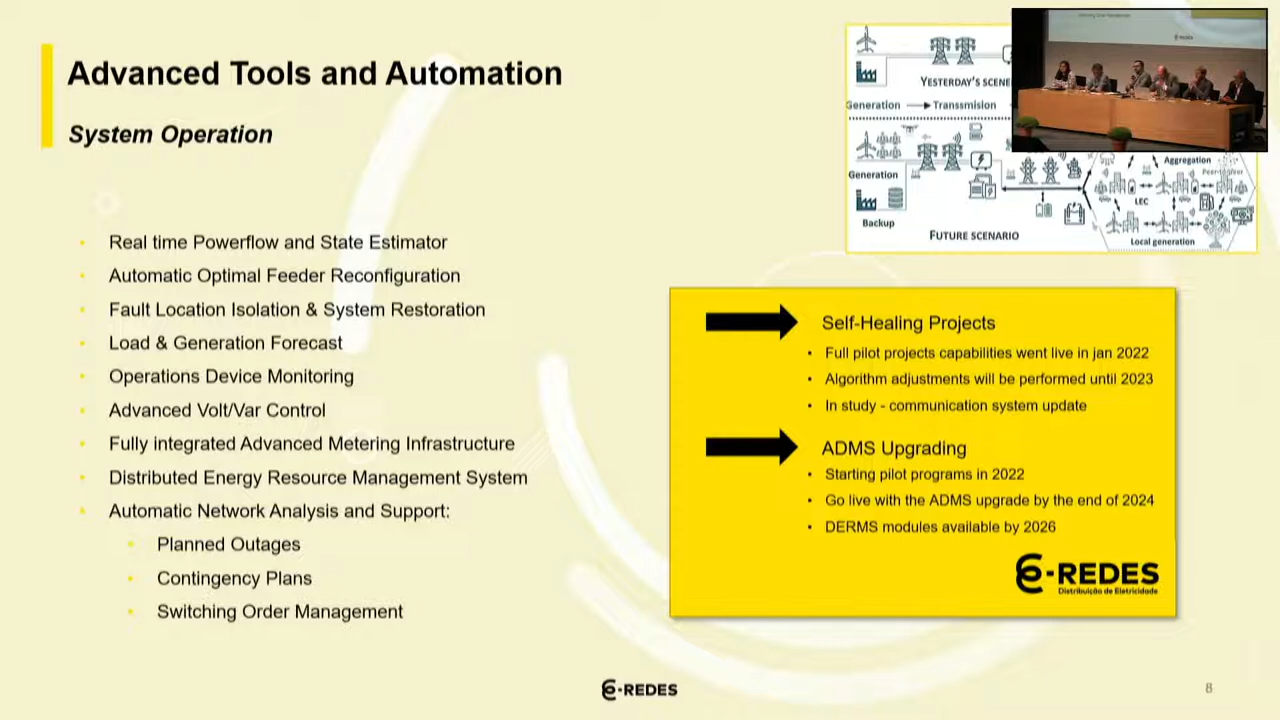 Advanced Tools and Automation
System Operation
Real time Powerflow and State Estimator
Automatic Optimal Feeder Reconfiguration
Fault Location Isolation & System Restoration
Load & Generation Forecast
Operations Device Monitoring
Advanced Volt/Var Control
Fully integrated Advanced Metering Infrastructure
Distributed Energy Resource Management System
Automatic Network Analysis and Support:
Planned Outages
Contingency Plans
Switching Order Management
YESTERDAY'S SCENE
Generation
Transsmision
Generation
Backup
FUTURE SCENARIO
Aggregation
LEC
Local generation
Self-Healing Projects
Full pilot projects capabilities went live in jan 2022
Algorithm adjustments will be performed until 2023
In study - communication system update
ADMS Upgrading
Starting pilot programs in 2022
Go live with the ADMS upgrade by the end of 2024
DERMS modules available by 2026
E-REDES
Distribuição de Eletricidade
E-REDES
8